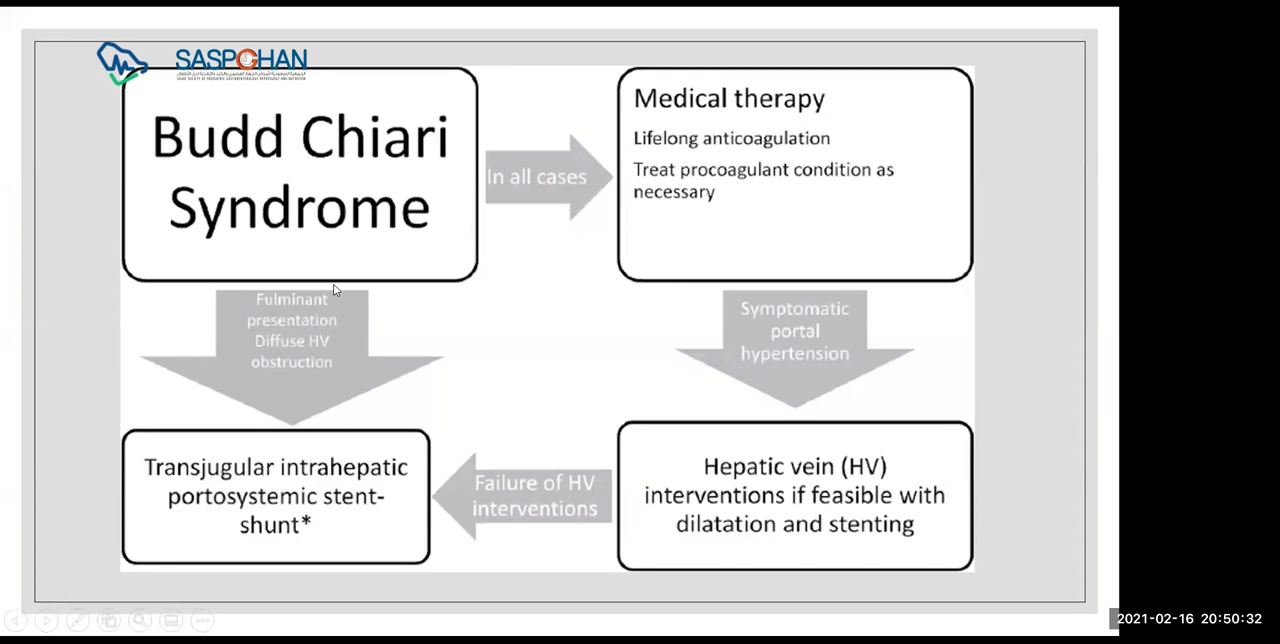 SASPGHAN
Budd Chiari
Syndrome
In all cases
Medical therapy
Lifelong anticoagulation
Treat procoagulant condition as
necessary
Fulminant
presentation
Diffuse HV
obstruction
Symptomatic
portal
hypertension
Transjugular intrahepatic
portosystemic stent-
shunt*
Failure of HV
interventions
Hepatic vein (HV)
interventions if feasible with
dilatation and stenting
2021-02-16 20:50:32